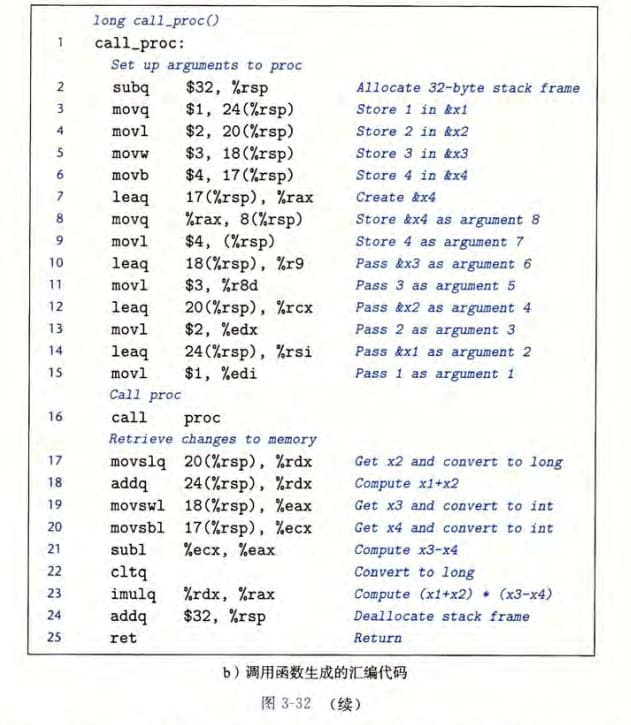 long call_proc()
1 call_proc:
Set up arguments to proc
2 subq $32, %rsp Allocate 32-byte stack frame
3 movq $1, 24(%rsp) Store 1 in &x1
4 movl $2, 20(%rsp) Store 2 in &x2
5 movw $3, 18(%rsp) Store 3 in &x3
6 movb $4, 17(%rsp) Store 4 in &x4
7 leaq 17(%rsp), %rax Create &x4
8 movq %rax, 8(%rsp) Store &x4 as argument 8
9 movl $4, (%rsp) Store 4 as argument 7
10 leaq 18(%rsp), %r9 Pass &x3 as argument 6
11 movl $3, %r8d Pass 3 as argument 5
12 leaq 20(%rsp), %rcx Pass &x2 as argument 4
13 movl $2, %edx Pass 2 as argument 3
14 leaq 24(%rsp), %rsi Pass &x1 as argument 2
15 movl $1, %edi Pass 1 as argument 1
Call proc
16 call proc
Retrieve changes to memory
17 movslq 20(%rsp), %rdx Get x2 and convert to long
18 addq 24(%rsp), %rdx Compute x1+x2
19 movswl 18(%rsp), %eax Get x3 and convert to int
20 movsbl 17(%rsp), %ecx Get x4 and convert to int
21 subl %ecx, %eax Compute x3-x4
22 cltq Convert to long
23 imulq %rdx, %rax Compute (x1+x2) * (x3-x4)
24 addq $32, %rsp Deallocate stack frame
25 ret Return
b）调用函数生成的汇编代码
图 3-32 （续）